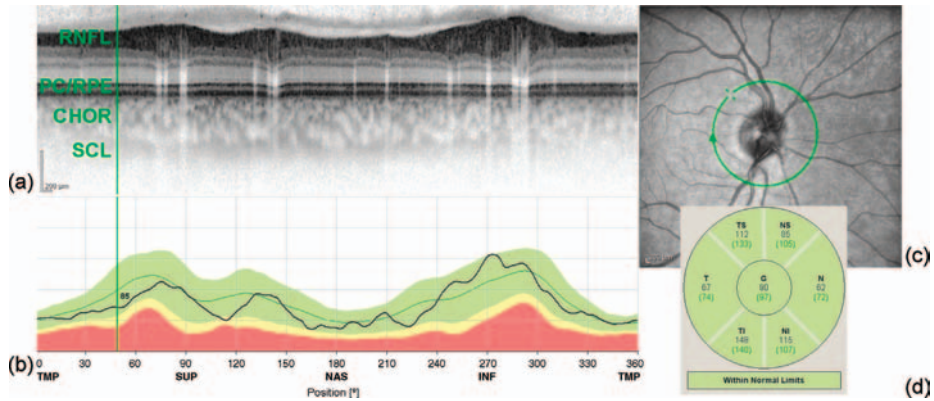 RNFL
PC/RPE
CHOR
SCL
200 µm
(a)
85
(b)
0 30 60 90 120 150 180 210 240 270 300 330 360
TMP SUP NAS INF TMP
Position [°]
(c)
TS
112
(133)
NS
85
(105)
T
67
(74)
G
90
(97)
N
62
(72)
TI
148
NI
115
(107)
Within Normal Limits
(d)